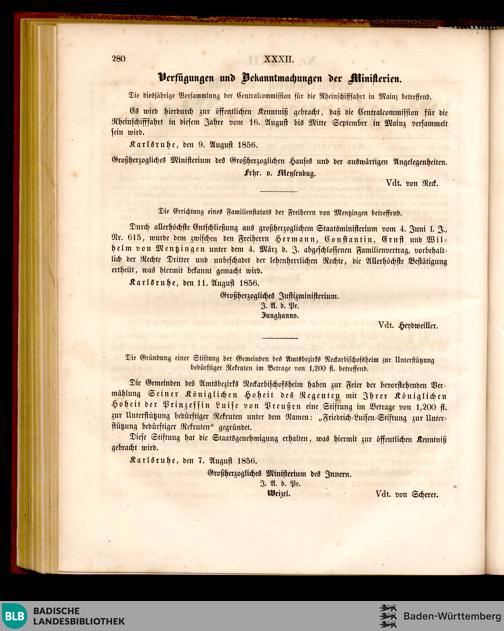 280
XXXII.
Verfügungen und Bekanntmachungen der Ministerien.
Die diesjährige Versammlung der Centralcommission für die Rheinschifffahrt in Mainz betreffend.
Es wird hierdurch zur öffentlichen Kenntniß gebracht, daß die Centralcommission für die
Rheinschifffahrt in diesem Jahre vom 16. August bis Mitte September in Mainz versammelt
sein wird.
Karlsruhe, den 9. August 1856.
Großherzogliches Ministerium des Großherzoglichen Hauses und der auswärtigen Angelegenheiten.
Frhr. v. Meysenbug.
Vdt. von Reck.
Die Errichtung eines Familienstatuts der Freiherrn von Mentzingen betreffend.
Durch allerhöchste Entschließung aus großherzoglichem Staatsministerium vom 4. Juni l. J.,
Nr. 615, wurde dem zwischen den Freiherrn Hermann, Constantin, Ernst und Wil-
helm von Mentzingen unter dem 4. März d. J. abgeschlossenen Familienvertrag, vorbehalt-
lich der Rechte Dritter und unbeschadet der lehenherrlichen Rechte, die Allerhöchste Bestätigung
ertheilt, was hiermit bekannt gemacht wird.
Karlsruhe, den 11. August 1856.
Großherzogliches Justizministerium.
J. A. d. Pr.
Junghanns.
Vdt. Heydweiller.
Die Gründung einer Stiftung der Gemeinden des Amtsbezirks Neckarbischofsheim zur Unterstützung
bedürftiger Rekruten im Betrage von 1,200 fl. betreffend.
Die Gemeinden des Amtsbezirks Neckarbischofsheim haben zur Feier der bevorstehenden Ver-
mählung Seiner Königlichen Hoheit des Regenten mit Ihrer Königlichen
Hoheit der Prinzessin Luise von Preußen eine Stiftung im Betrage von 1,200 fl.
zur Unterstützung bedürftiger Rekruten unter dem Namen: „Friedrich-Luisen-Stiftung zur Unter-
stützung bedürftiger Rekruten“ gegründet.
Diese Stiftung hat die Staatsgenehmigung erhalten, was hiermit zur öffentlichen Kenntniß
gebracht wird.
Karlsruhe, den 7. August 1856.
Großherzogliches Ministerium des Innern.
J. A. d. Pr.
Weizel.
Vdt. von Scherer.
BLB
BADISCHE
LANDESBIBLIOTHEK
Baden-Württemberg